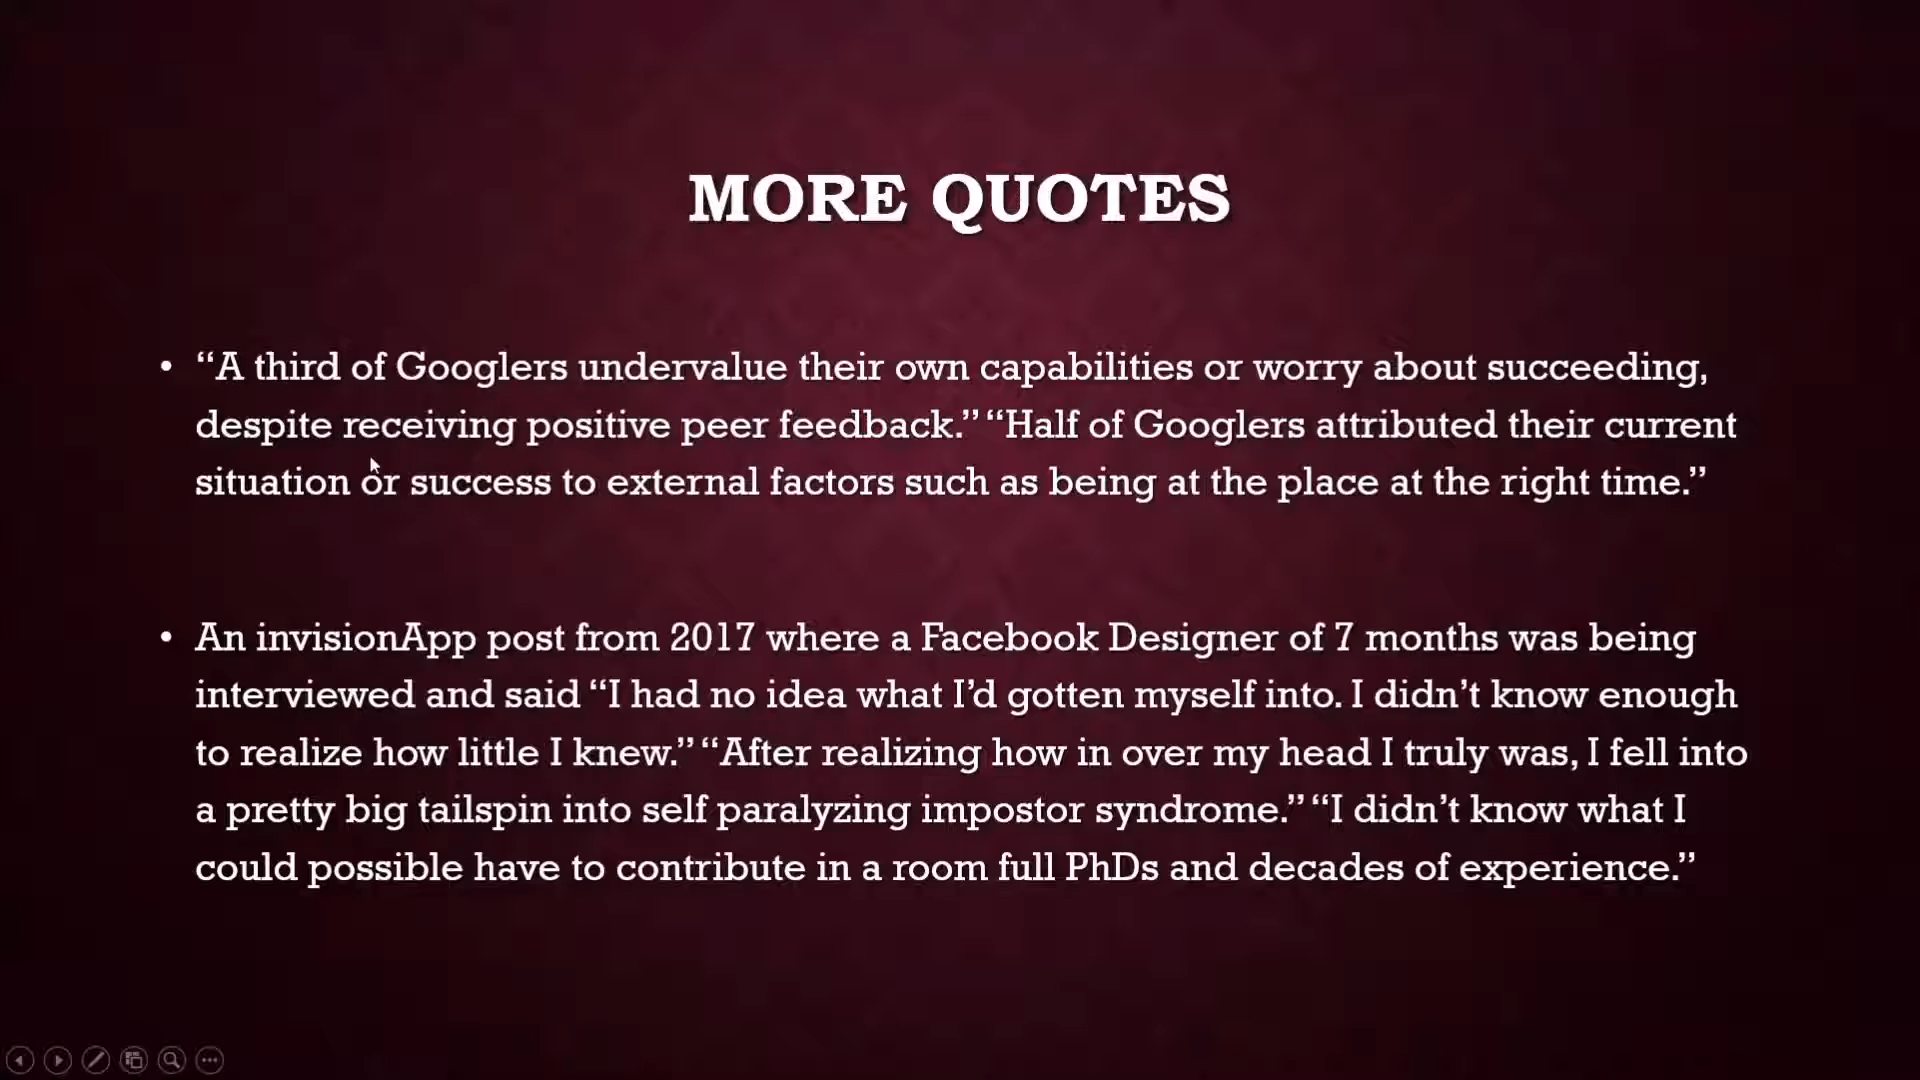 MORE QUOTES
• “A third of Googlers undervalue their own capabilities or worry about succeeding,
despite receiving positive peer feedback.” “Half of Googlers attributed their current
situation or success to external factors such as being at the place at the right time.”
• An invisionApp post from 2017 where a Facebook Designer of 7 months was being
interviewed and said “I had no idea what I’d gotten myself into. I didn’t know enough
to realize how little I knew.” “After realizing how in over my head I truly was, I fell into
a pretty big tailspin into self paralyzing impostor syndrome.” “I didn’t know what I
could possible have to contribute in a room full PhDs and decades of experience.”